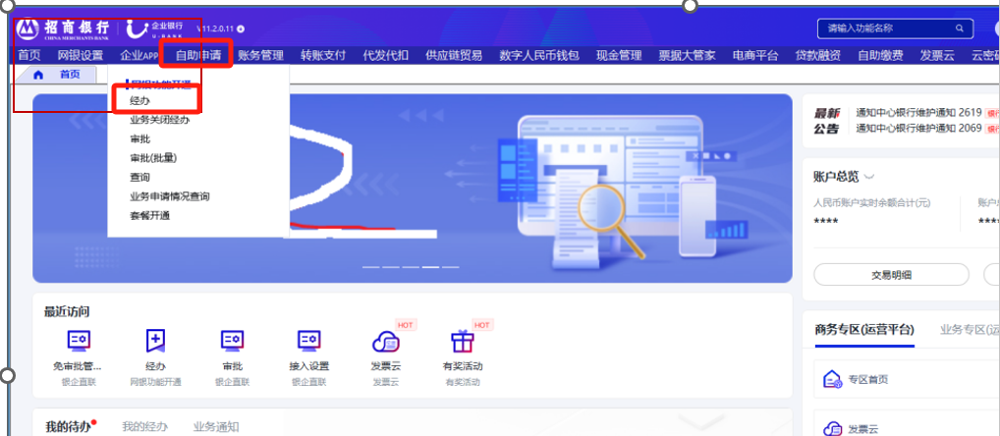 招商银行 企业银行 V11.2.0.11
CHINA MERCHANTS BANK U-BANK
请输入功能名称
首页 网银设置 企业APP 自助申请 账务管理 转账支付 代发代扣 供应链贸易 数字人民币钱包 现金管理 票据大管家 电商平台 贷款融资 自助缴费 发票云 云密
首页
网银功能开通
经办
业务关闭经办
审批
审批(批量)
查询
业务申请情况查询
套餐开通
最新
公告
通知中心银行维护通知 2619
通知中心银行维护通知 2069
账户总览
人民币账户实时余额合计(元) 账户
**** ****
交易明细
最近访问
HOT HOT
免审批管... 经办 审批 接入设置 发票云 有奖活动
银企直联 网银功能开通 银企直联 银企直联 发票云 有奖活动
商务专区(运营平台) 业务专区(运
专区首页
发票云
我的待办 我的经办 业务通知